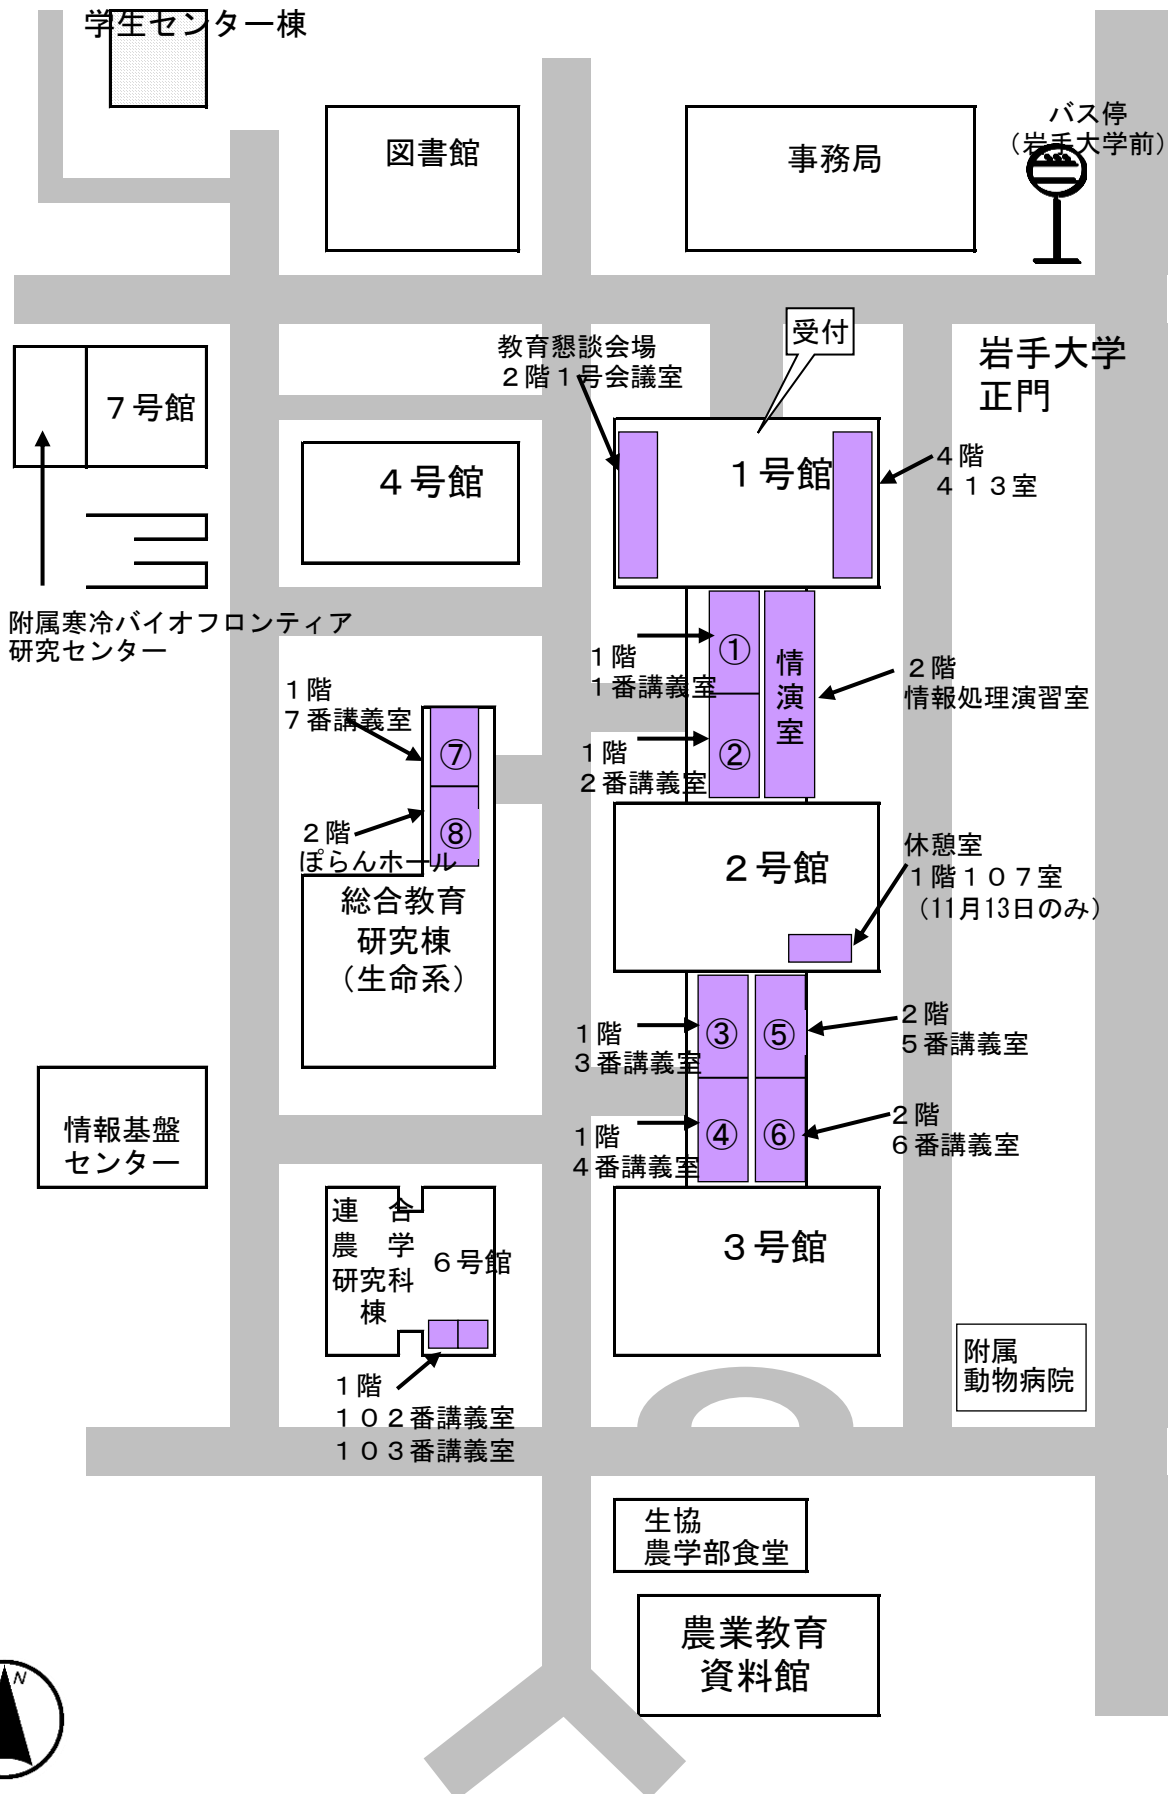 学生センター棟
図書館
事務局
バス停
（岩手大学前）
受付
教育懇談会場
２階１号会議室
岩手大学
正門
７号館
４号館
１号館
４階
４１３室
附属寒冷バイオフロンティア
研究センター
①
１階
１番講義室
情
演
室
２階
情報処理演習室
１階
７番講義室
⑦
②
１階
２番講義室
⑧
２階
ぽらんホール
２号館
休憩室
１階１０７室
（11月13日のみ）
総合教育
研究棟
（生命系）
③
１階
３番講義室
⑤
２階
５番講義室
情報基盤
センター
④
１階
４番講義室
⑥
２階
６番講義室
連　合
農　学
研究科
棟
６号館
３号館
附属
動物病院
１階
１０２番講義室
１０３番講義室
生協
農学部食堂
農業教育
資料館
N